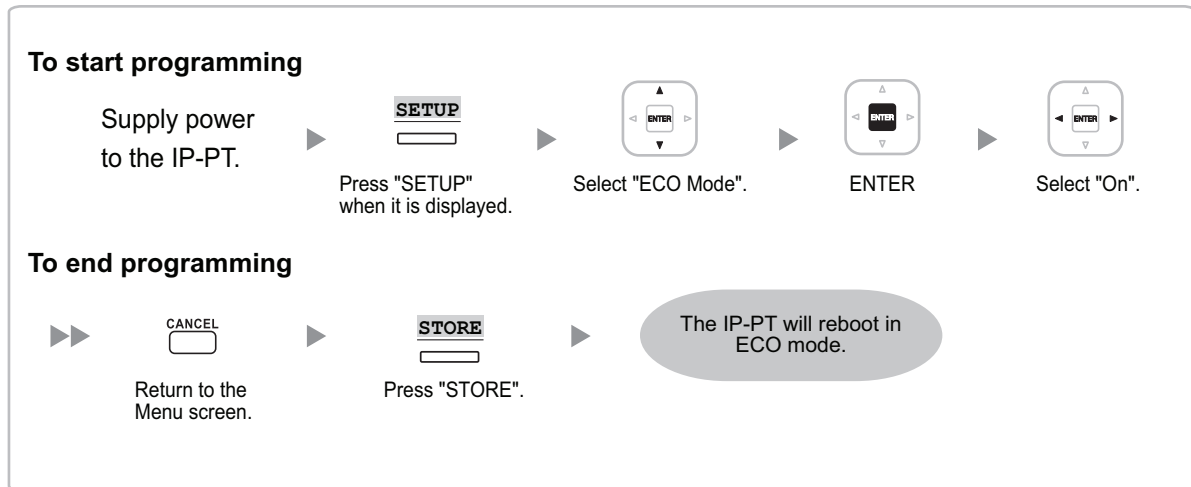 To start programming
Supply power
to the IP-PT.
SETUP
Press "SETUP"
when it is displayed.
ENTER
Select "ECO Mode".
ENTER
ENTER
ENTER
Select "On".
To end programming
CANCEL
Return to the
Menu screen.
STORE
Press "STORE".
The IP-PT will reboot in
ECO mode.